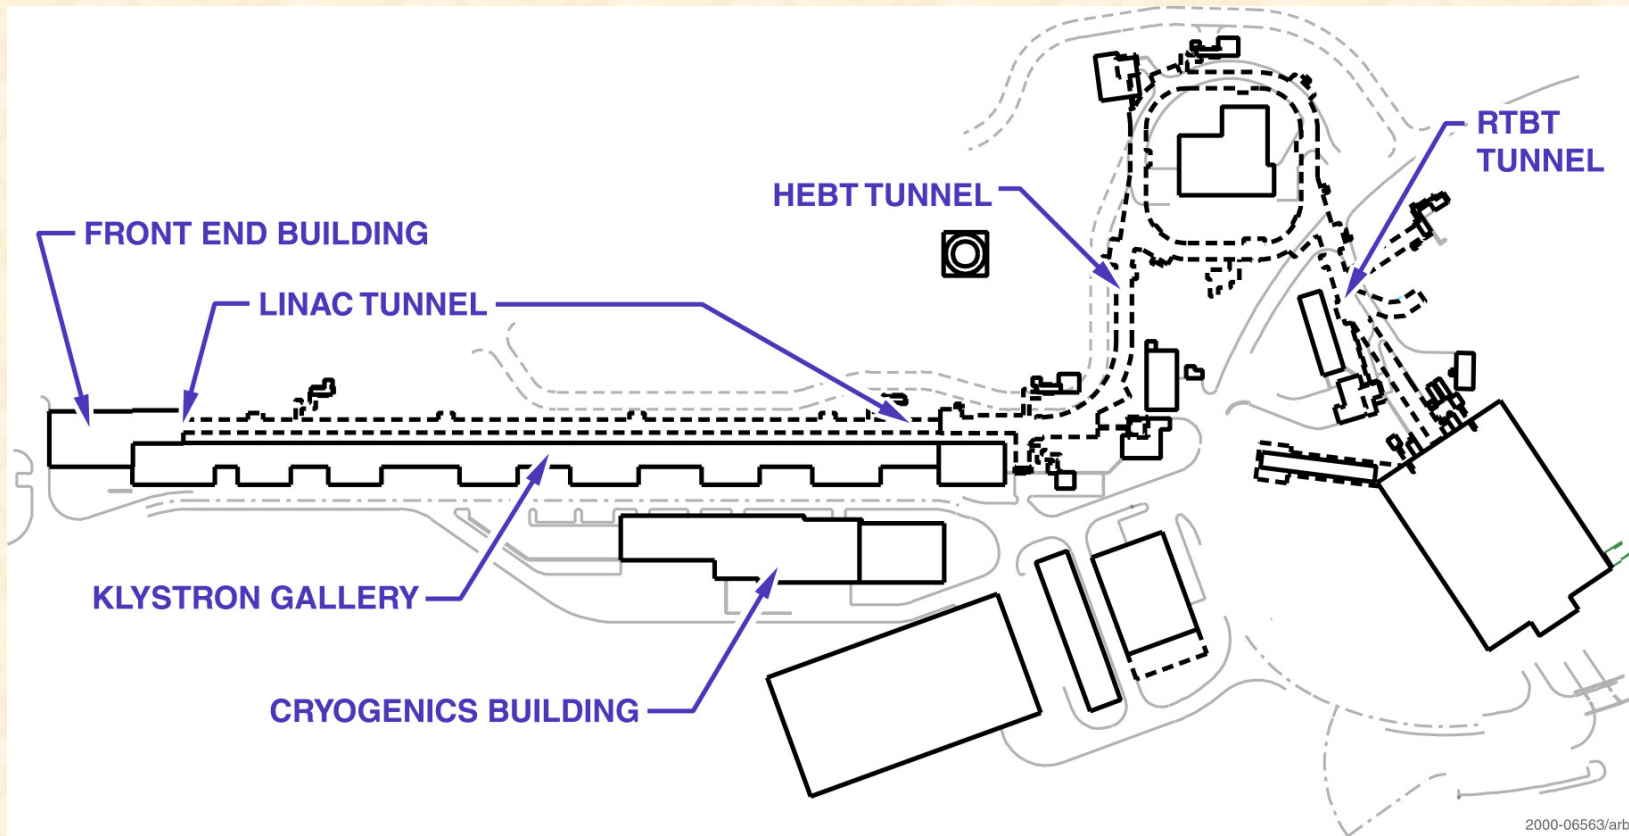 RTBT
TUNNEL
HEBT TUNNEL
FRONT END BUILDING
LINAC TUNNEL
KLYSTRON GALLERY
CRYOGENICS BUILDING
2000-06563/arb